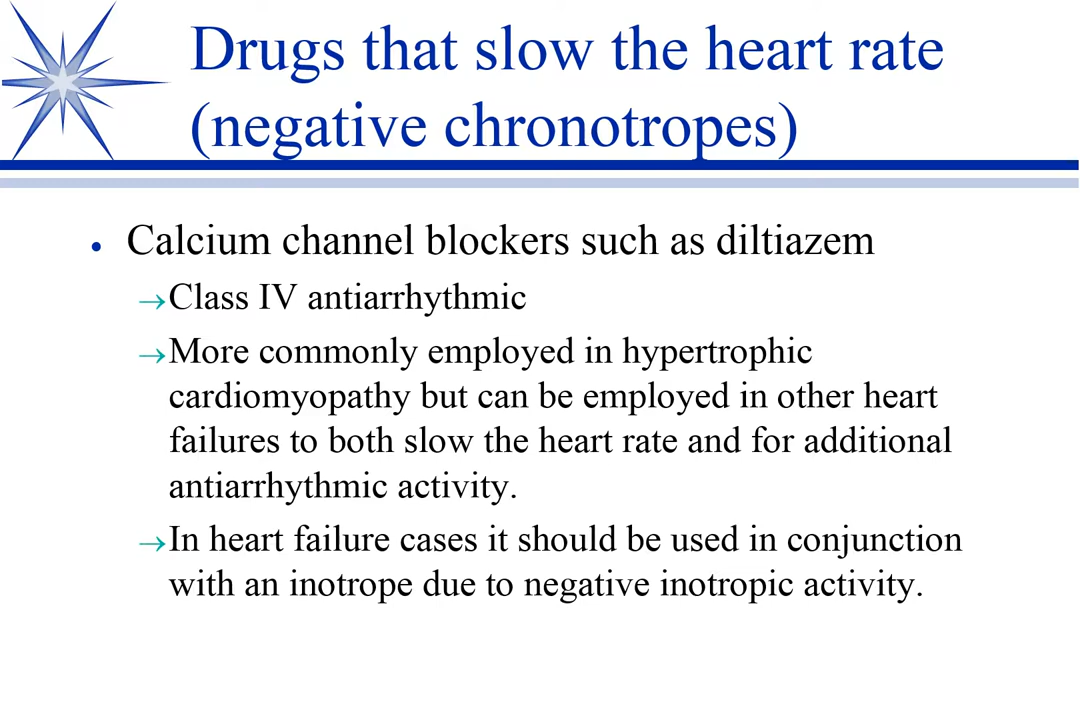 Drugs that slow the heart rate
(negative chronotropes)
• Calcium channel blockers such as diltiazem
→Class IV antiarrhythmic
→More commonly employed in hypertrophic
cardiomyopathy but can be employed in other heart
failures to both slow the heart rate and for additional
antiarrhythmic activity.
→In heart failure cases it should be used in conjunction
with an inotrope due to negative inotropic activity.